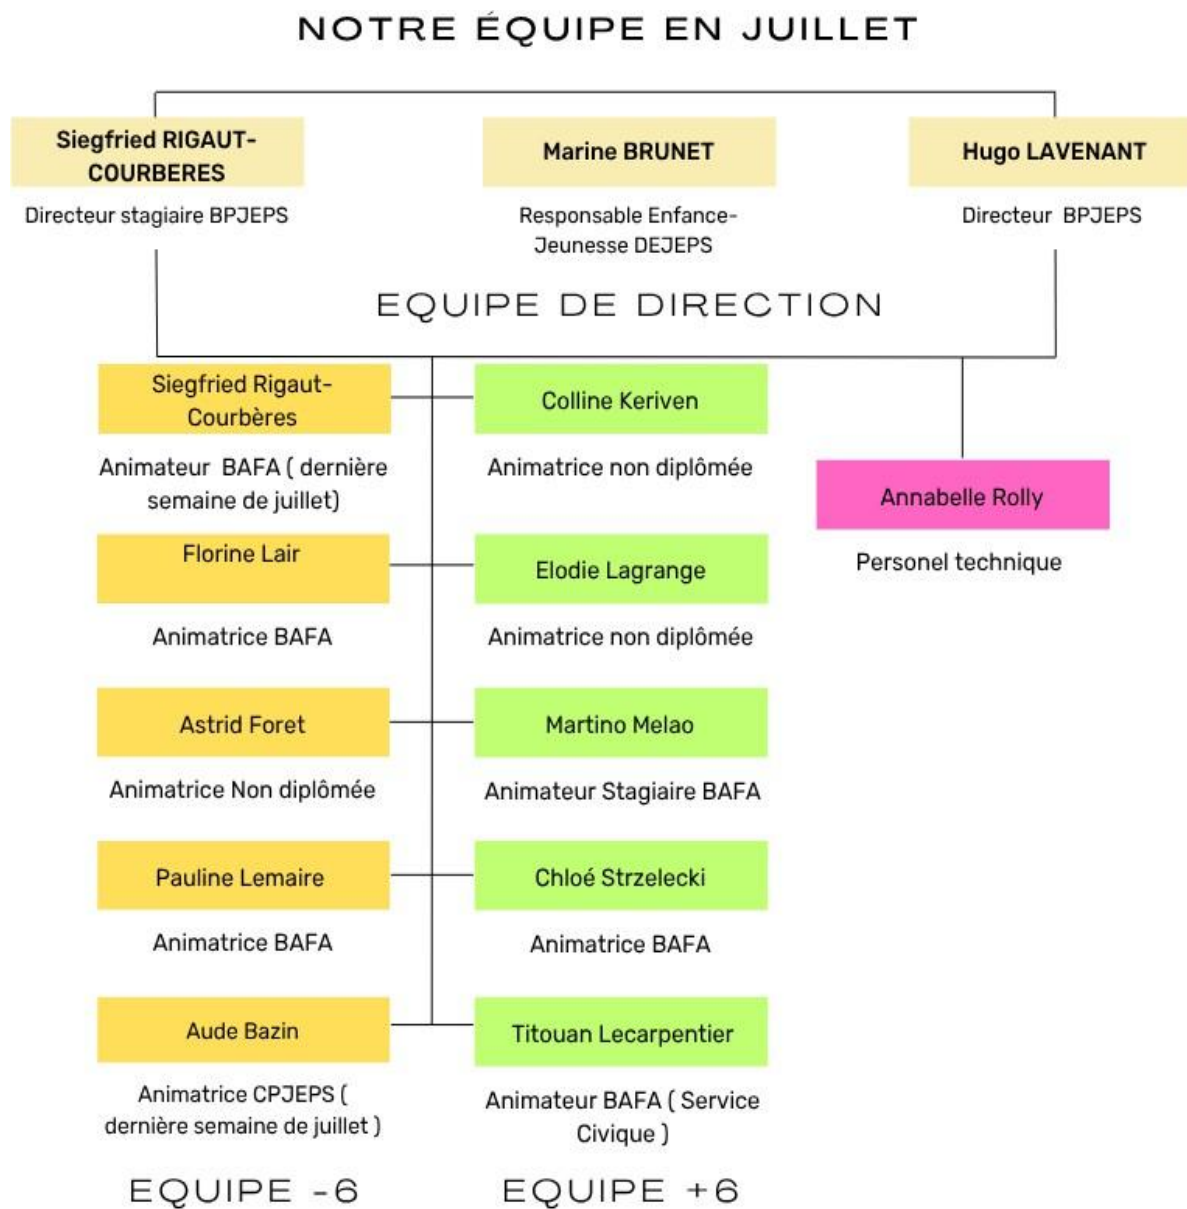 NOTRE ÉQUIPE EN JUILLET
Siegfried RIGAUT-
COURBERES
Directeur stagiaire BPJEPS
Marine BRUNET
Responsable Enfance-
Jeunesse DEJEPS
Hugo LAVENANT
Directeur BPJEPS
EQUIPE DE DIRECTION
Siegfried Rigaut-
Courbères
Animateur BAFA ( dernière
semaine de juillet)
Colline Keriven
Animatrice non diplômée
Annabelle Rolly
Personel technique
Florine Lair
Animatrice BAFA
Elodie Lagrange
Animatrice non diplômée
Astrid Foret
Animatrice Non diplômée
Martino Melao
Animateur Stagiaire BAFA
Pauline Lemaire
Animatrice BAFA
Chloé Strzelecki
Animatrice BAFA
Aude Bazin
Animatrice CPJEPS (
dernière semaine de juillet )
Titouan Lecarpentier
Animateur BAFA ( Service
Civique )
EQUIPE -6
EQUIPE +6